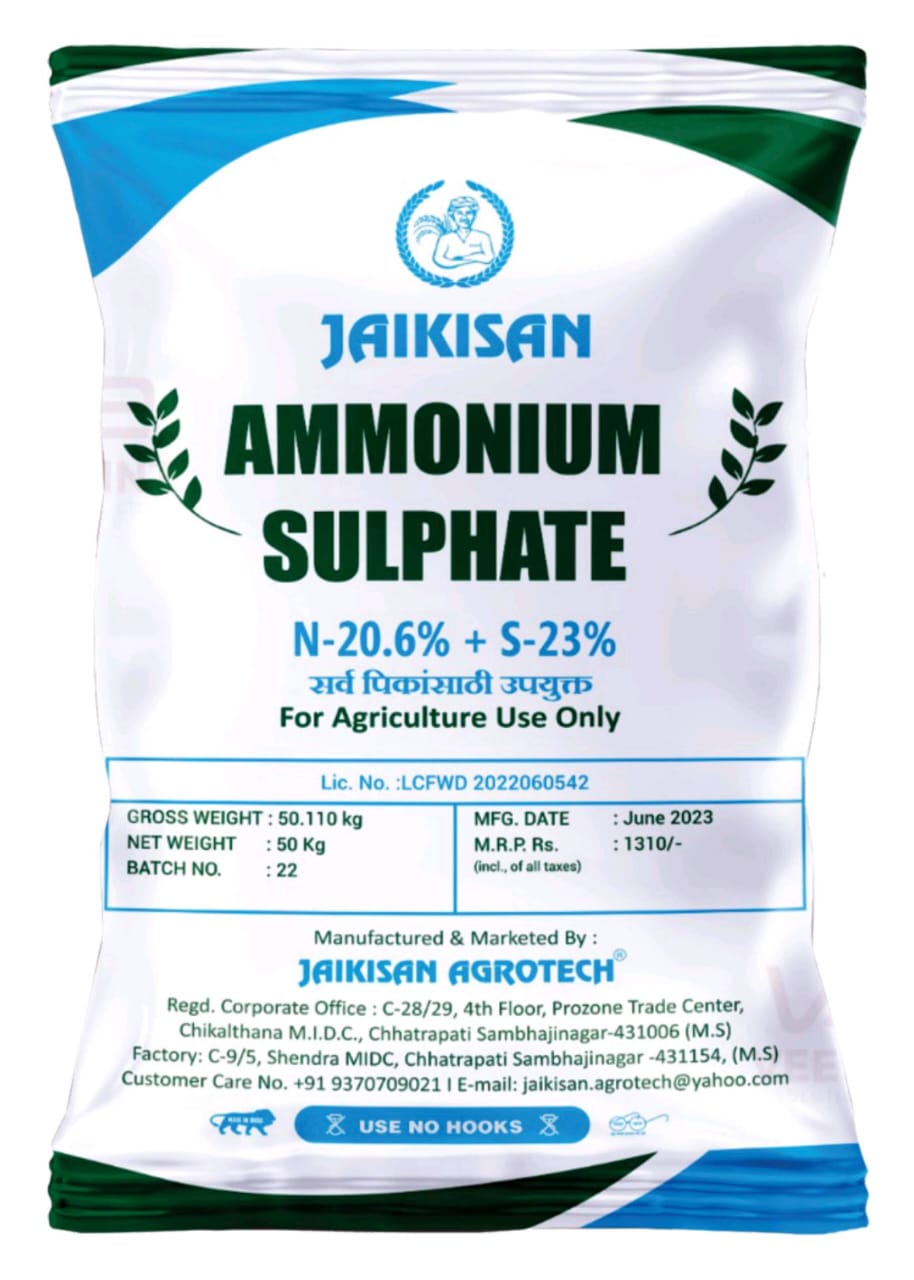 JAIKISAN
AMMONIUM
SULPHATE
N-20.6% + S-23%
सर्व पिकांसाठी उपयुक्त
For Agriculture Use Only
Lic. No. :LCFWD 2022060542
GROSS WEIGHT : 50.110 kg
NET WEIGHT : 50 Kg
BATCH NO. : 22
MFG. DATE : June 2023
M.R.P. Rs. : 1310/-
(incl., of all taxes)
Manufactured & Marketed By :
JAIKISAN AGROTECH®
Regd. Corporate Office : C-28/29, 4th Floor, Prozone Trade Center,
Chikalthana M.I.D.C., Chhatrapati Sambhajinagar-431006 (M.S)
Factory: C-9/5, Shendra MIDC, Chhatrapati Sambhajinagar -431154, (M.S)
Customer Care No. +91 9370709021 I E-mail: jaikisan.agrotech@yahoo.com
MAKE IN INDIA
USE NO HOOKS